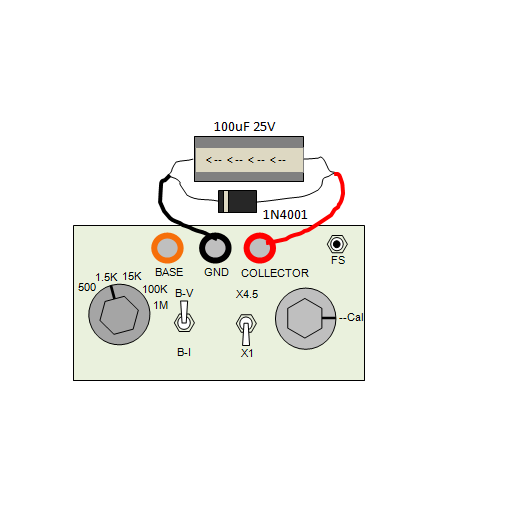 100uF 25V
<-- <-- <-- <--
1N4001
BASE GND COLLECTOR FS
500 1.5K 15K 100K 1M
B-V
B-I
X4.5
X1
--Cal